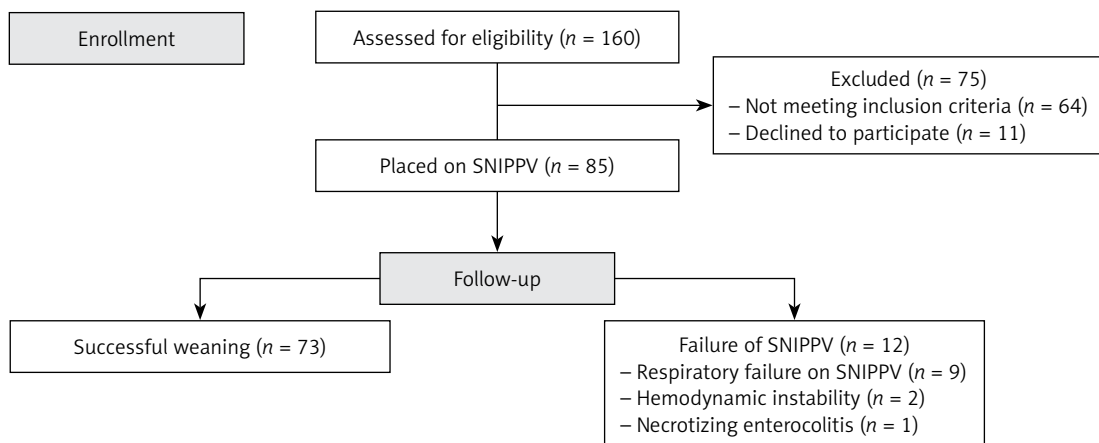 Enrollment
Assessed for eligibility (n = 160)
Excluded (n = 75)
– Not meeting inclusion criteria (n = 64)
– Declined to participate (n = 11)
Placed on SNIPPV (n = 85)
Follow-up
Successful weaning (n = 73)
Failure of SNIPPV (n = 12)
– Respiratory failure on SNIPPV (n = 9)
– Hemodynamic instability (n = 2)
– Necrotizing enterocolitis (n = 1)